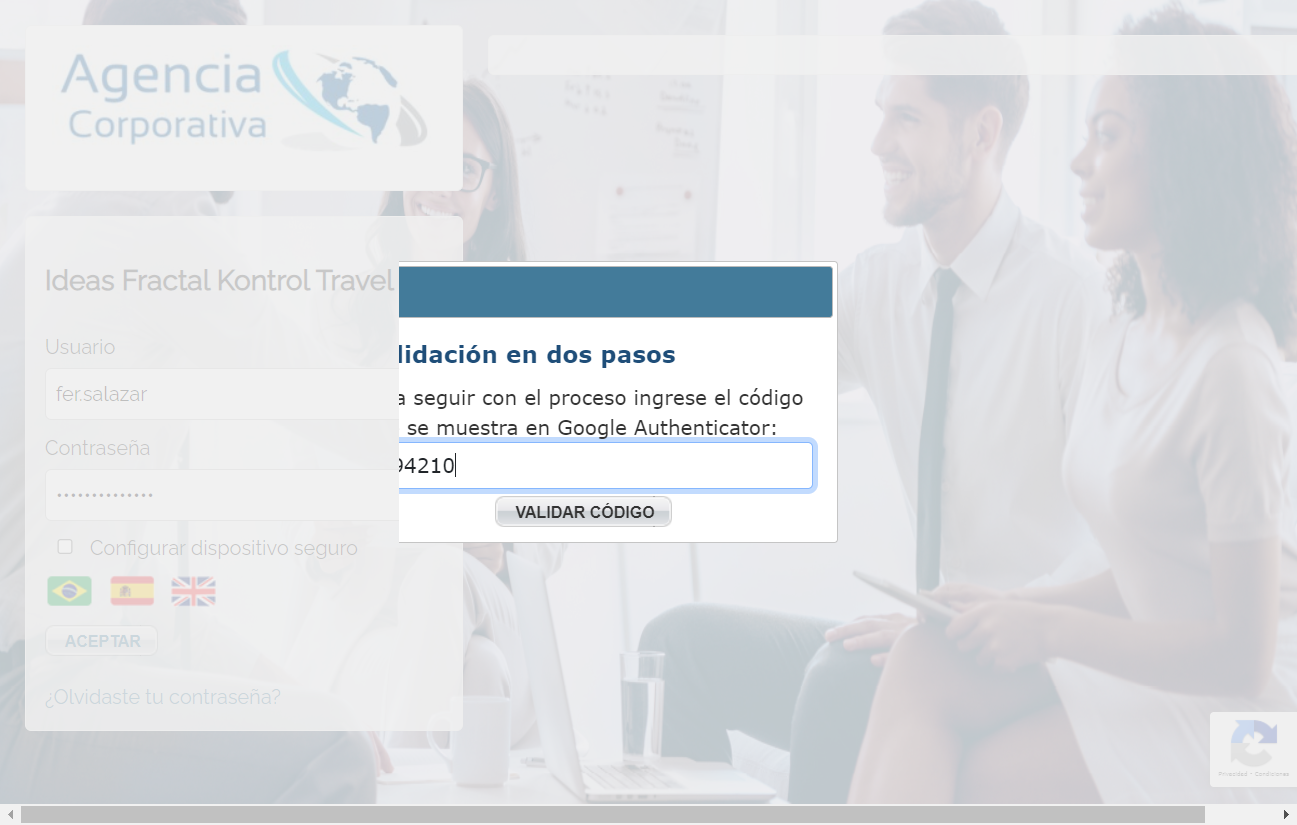 Agencia
Corporativa
Ideas Fractal Kontrol Travel
Usuario
fer.salazar
Contraseña
••••••••••••••
Configurar dispositivo seguro
ACEPTAR
¿Olvidaste tu contraseña?
lidación en dos pasos
a seguir con el proceso ingrese el código
se muestra en Google Authenticator:
94210
VALIDAR CÓDIGO
Privacidad - Condiciones